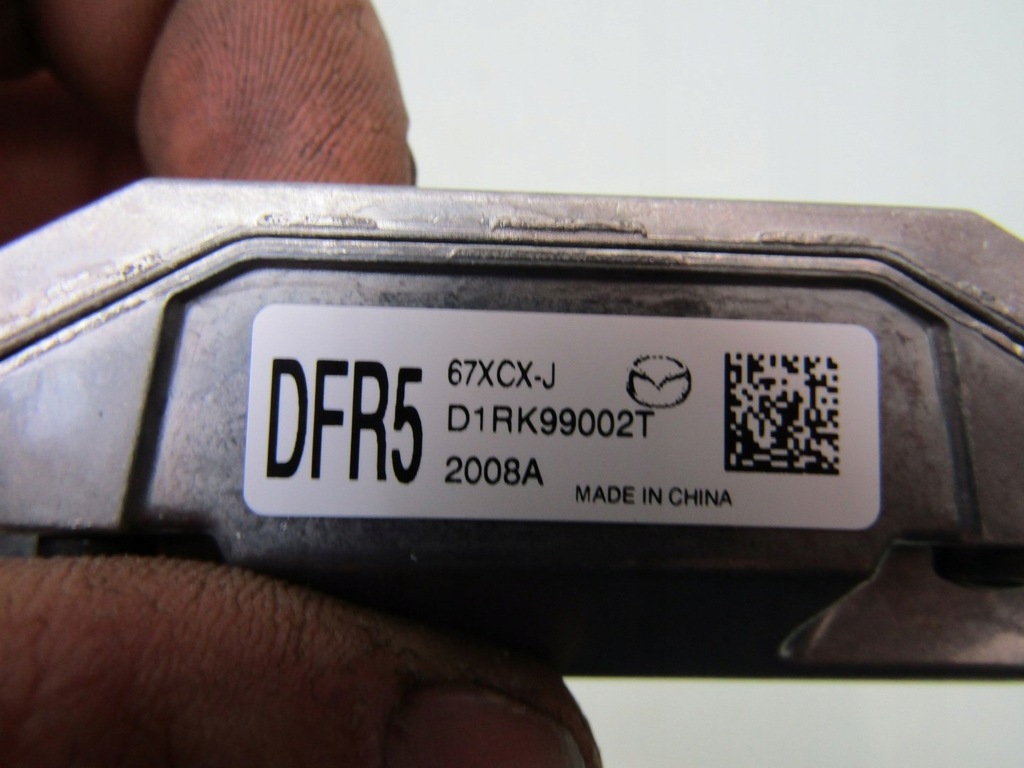 DFR5
67XCX-J
D1RK99002T
2008A
MADE IN CHINA